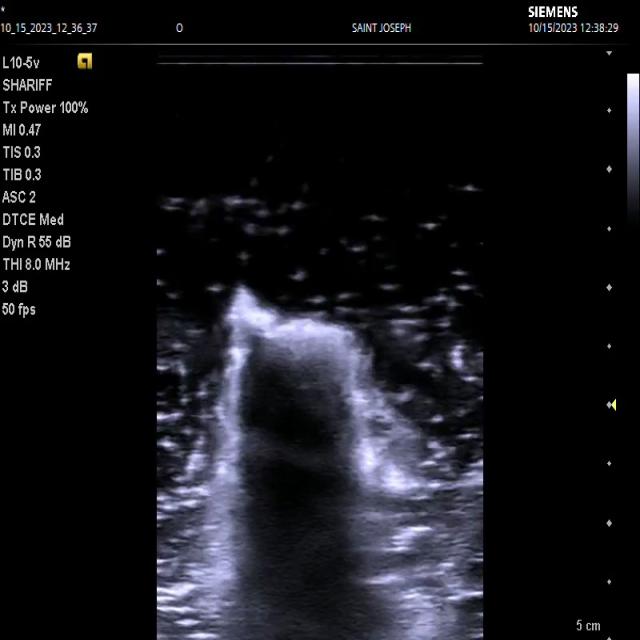 *
SIEMENS
10_15_2023_12_36_37 O SAINT JOSEPH 10/15/2023 12:38:29
L10-5v
SHARIFF
Tx Power 100%
MI 0.47
TIS 0.3
TIB 0.3
ASC 2
DTCE Med
Dyn R 55 dB
THI 8.0 MHz
3 dB
50 fps
5 cm